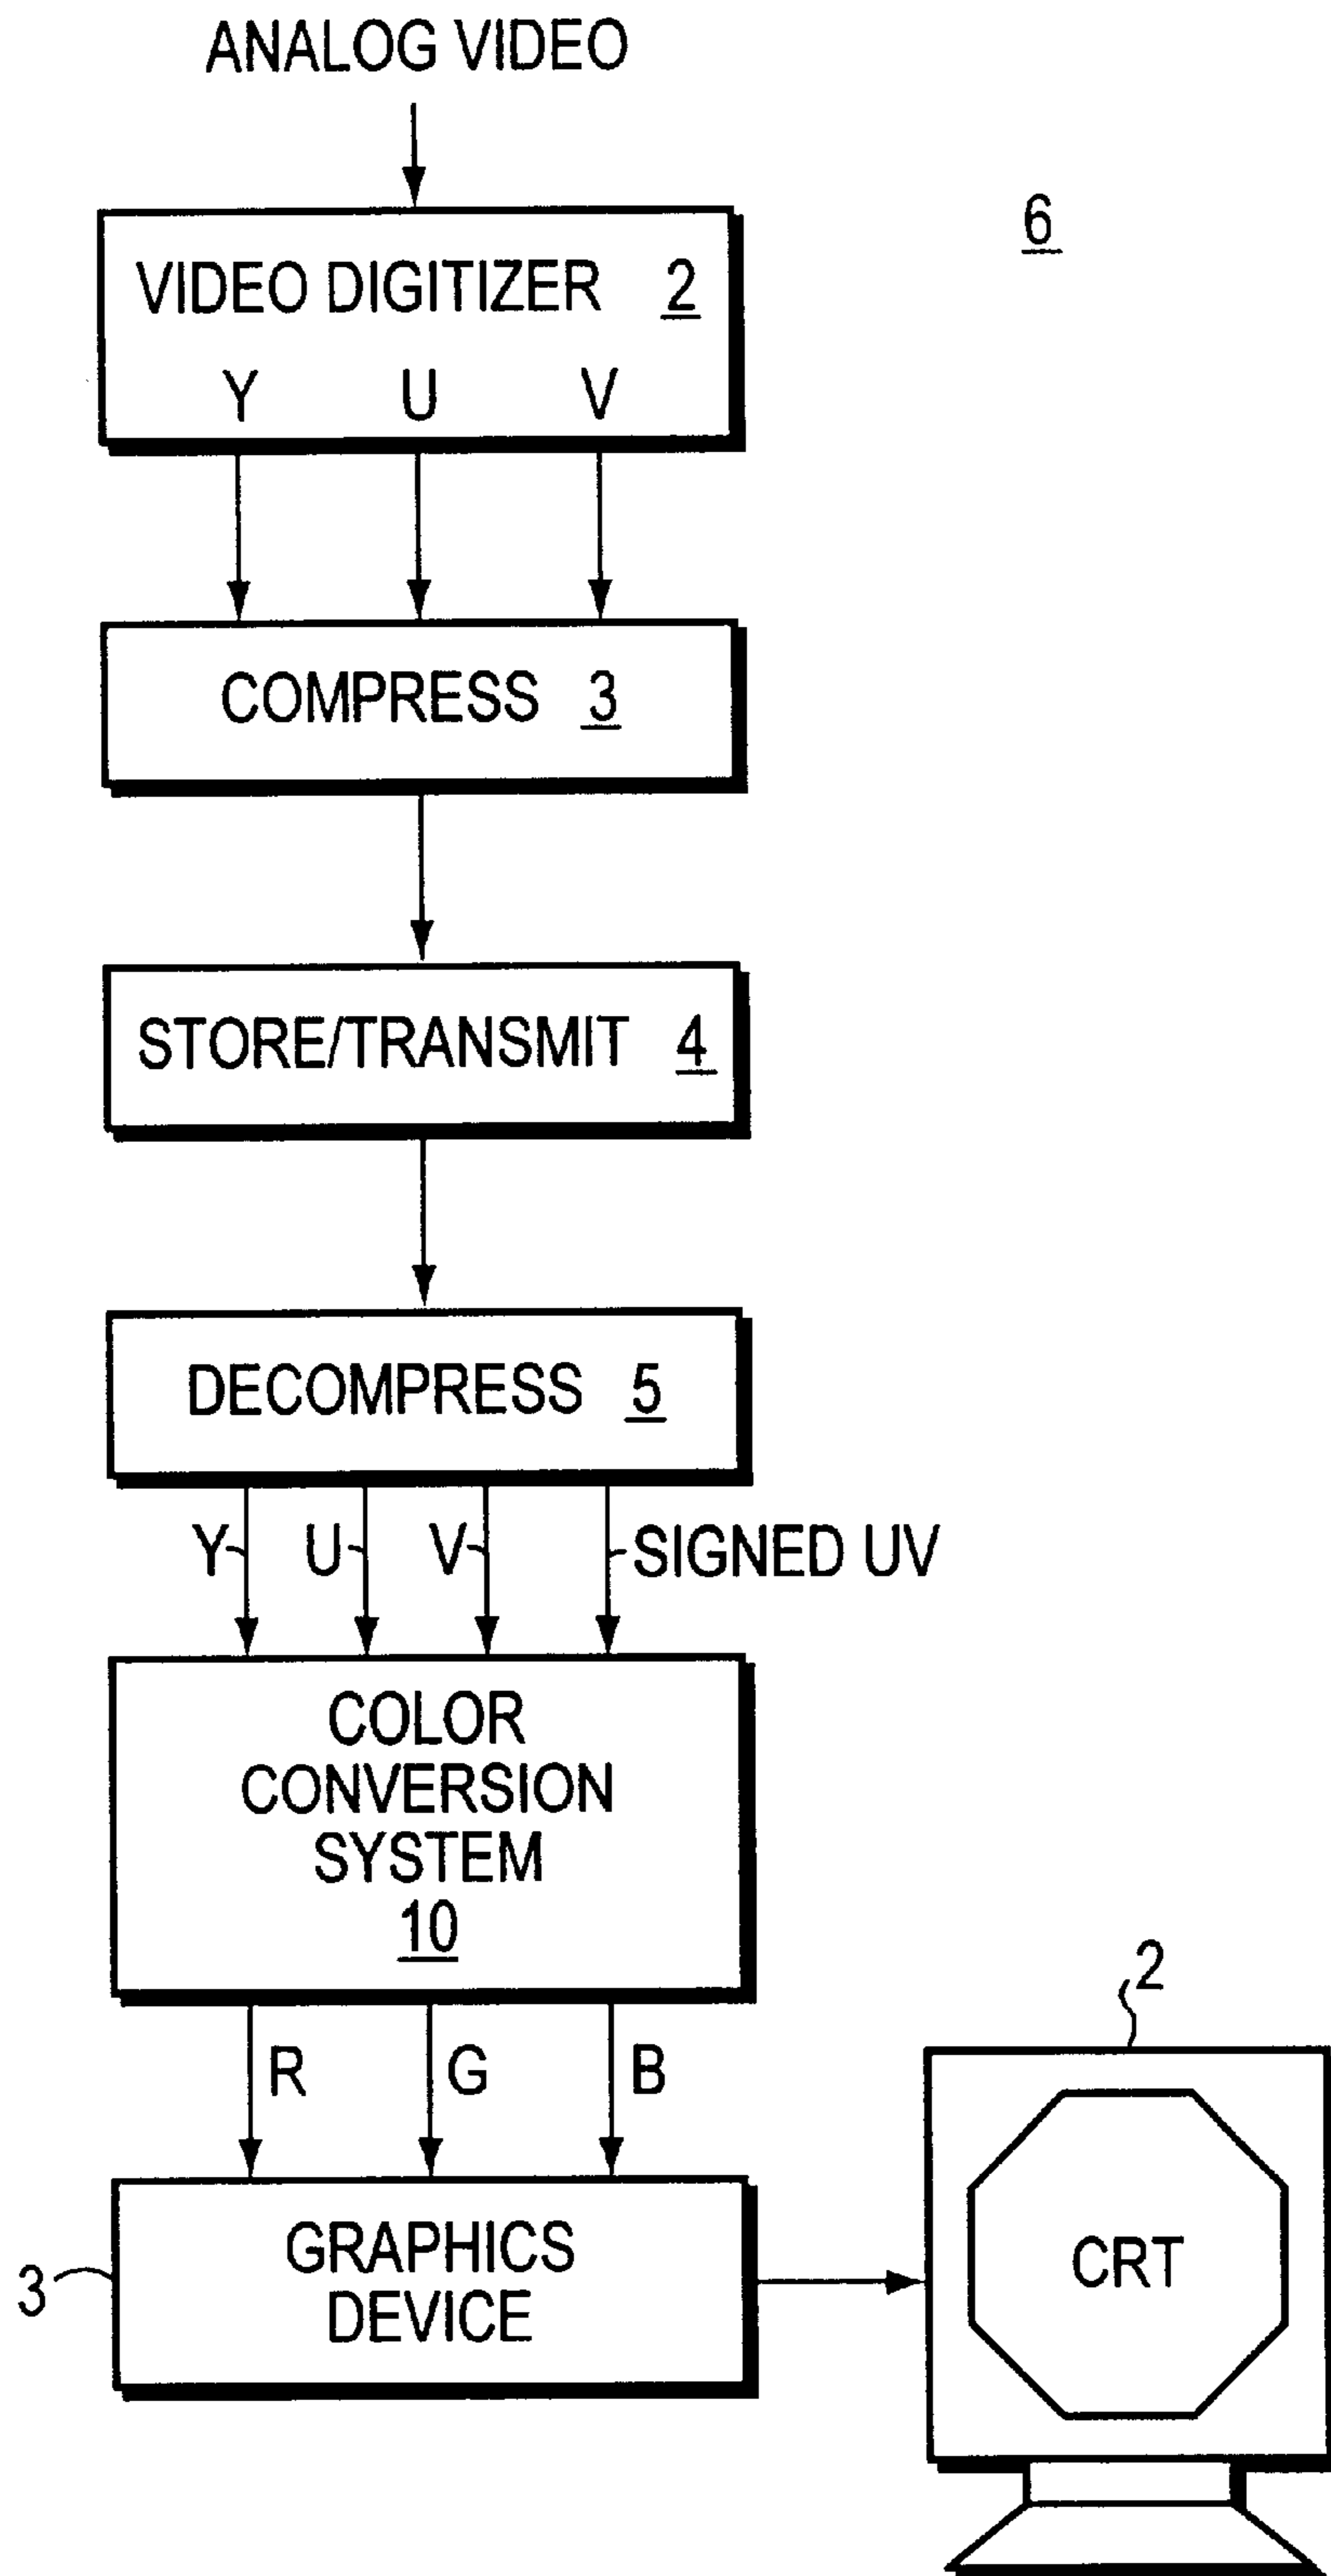 ANALOG VIDEO
6
VIDEO DIGITIZER 2
Y U V
COMPRESS 3
STORE/TRANSMIT 4
DECOMPRESS 5
Y U V SIGNED UV
COLOR
CONVERSION
SYSTEM
10
R G B
2
GRAPHICS
DEVICE
3
CRT